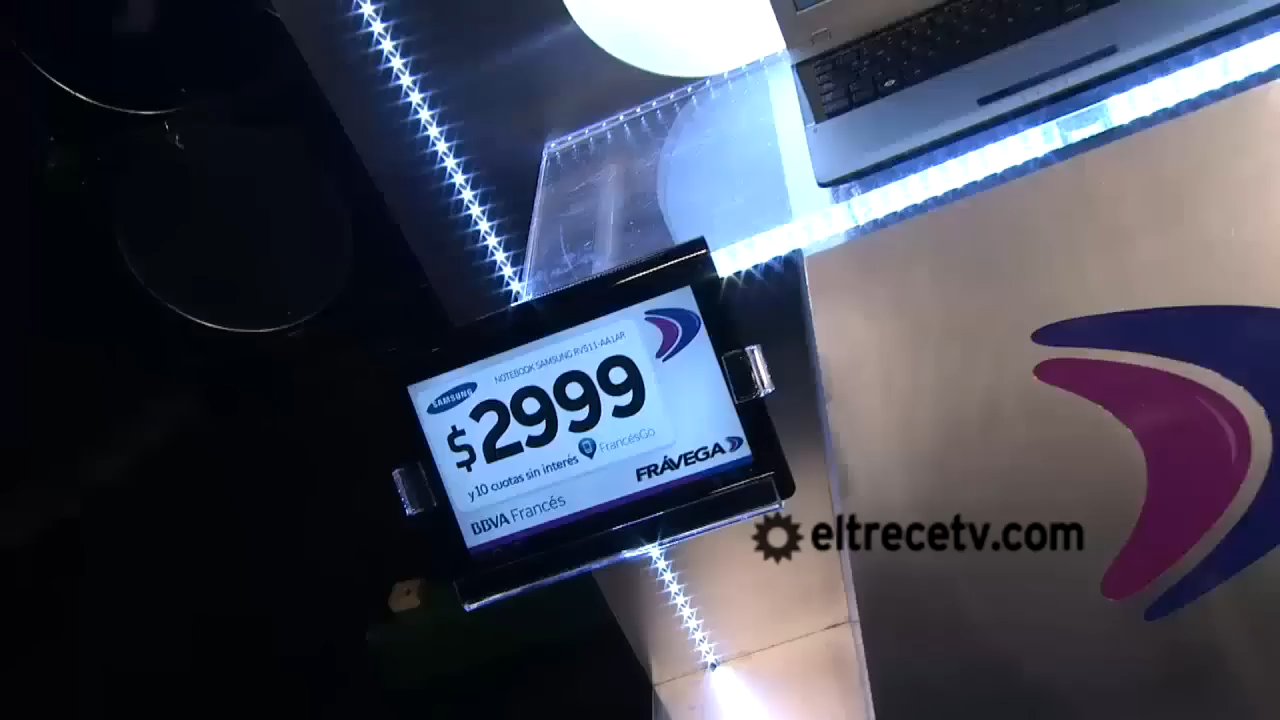 NOTEBOOK SAMSUNG RV511-AA1AR
SAMSUNG
$2999
y 10 cuotas sin interés FrancésGo
FRÁVEGA
BBVA Francés
eltrecetv.com